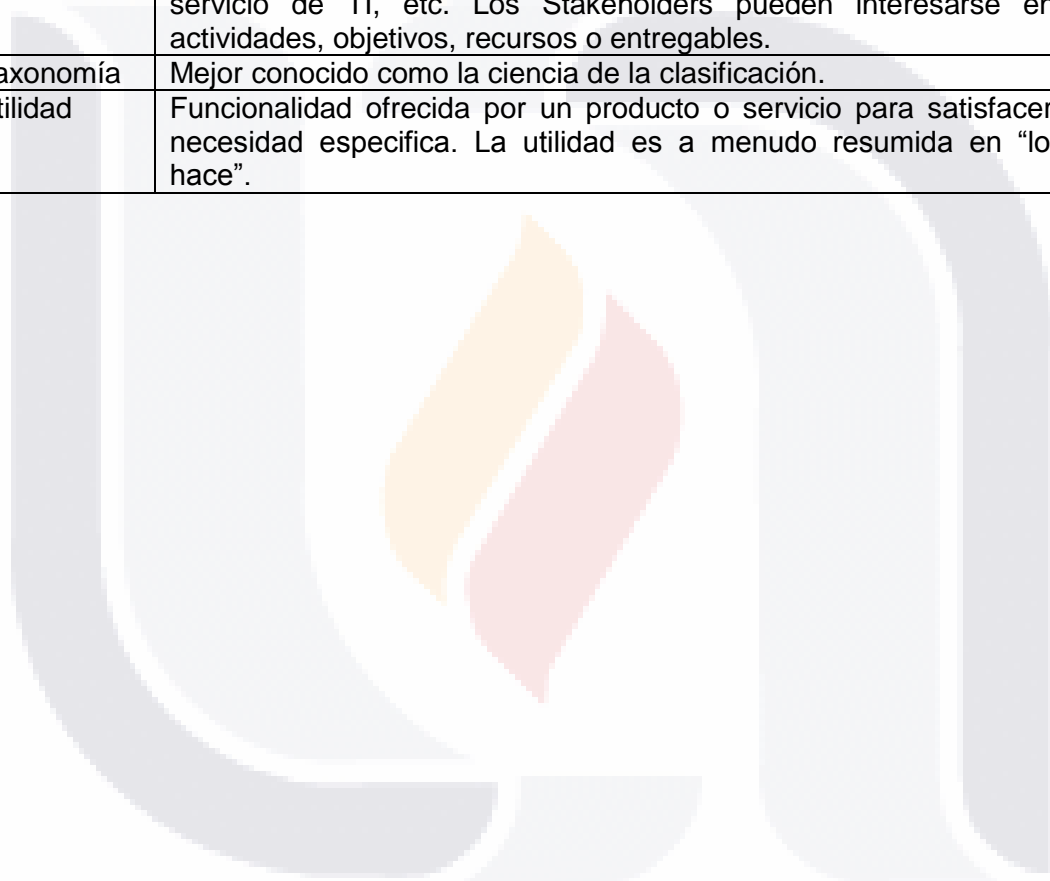 servicio de TI, etc. Los Stakeholders pueden interesarse en
actividades, objetivos, recursos o entregables.
axonomía Mejor conocido como la ciencia de la clasificación.
tilidad Funcionalidad ofrecida por un producto o servicio para satisfacer
necesidad especifica. La utilidad es a menudo resumida en “lo
hace”.